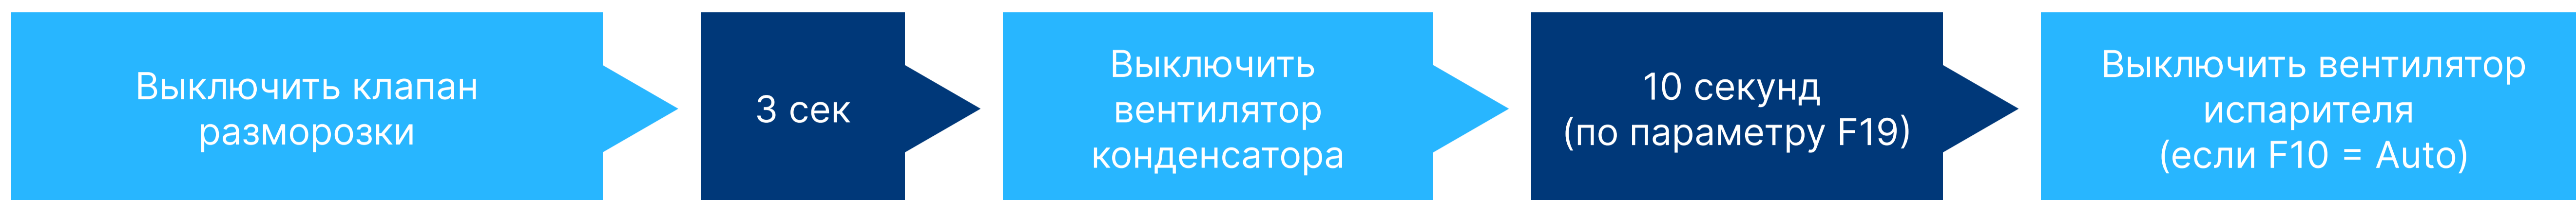 Выключить клапан
разморозки
3 сек
Выключить
вентилятор
конденсатора
10 секунд
(по параметру F19)
Выключить вентилятор
испарителя
(если F10 = Auto)